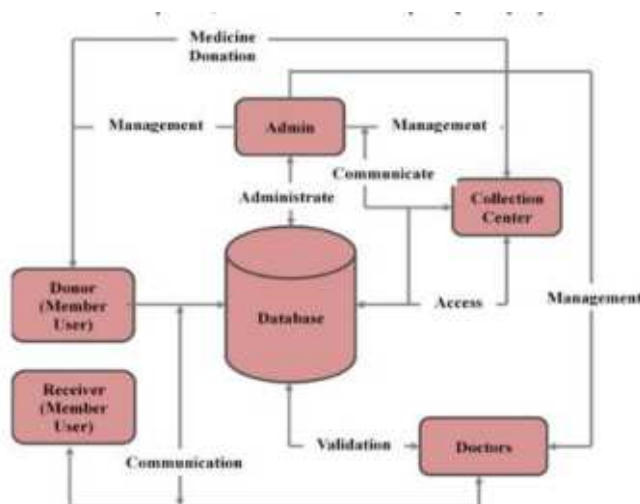 Medicine
Donation
Management
Admin
Management
Communicate
Administrate
Collection
Center
Donor
(Member
User)
Database
Access
Management
Receiver
(Member
User)
Validation
Doctors
Communication